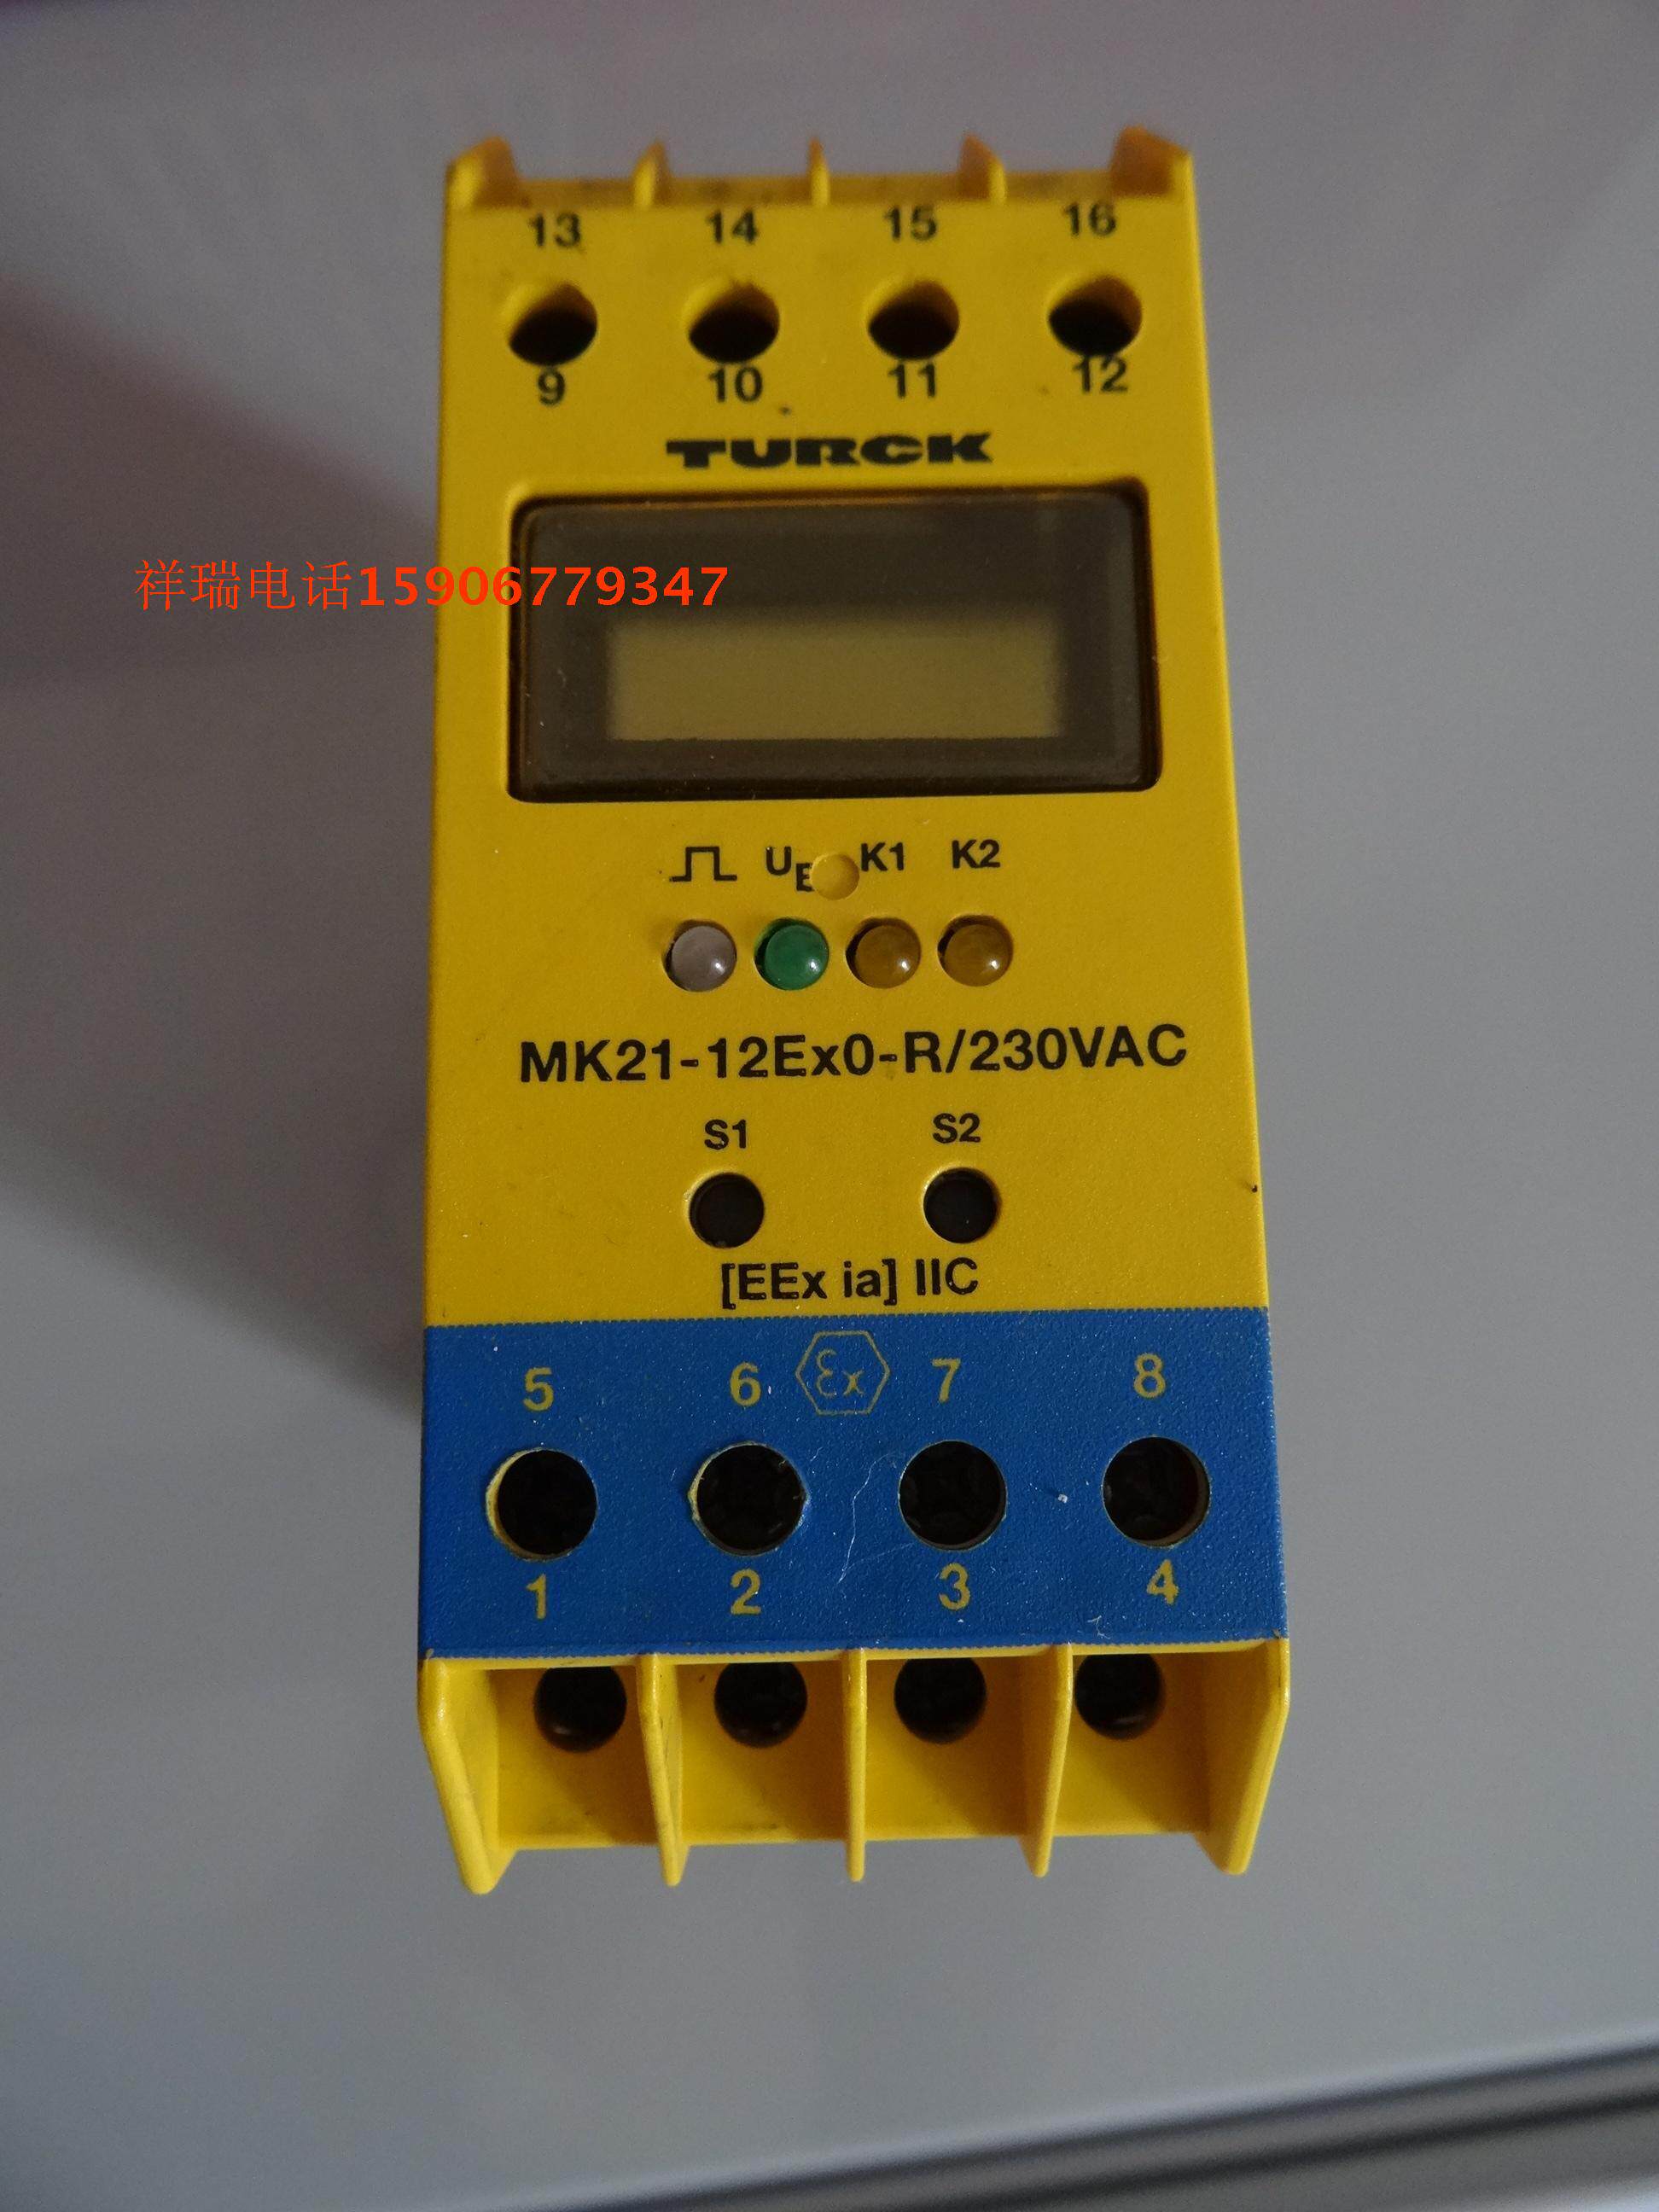 13 14 15 16
9 10 11 12
TURCK
祥瑞电话15906779347
UE K1 K2
MK21-12Ex0-R/230VAC
S1 S2
[EEx ia] IIC
5 6 Ex 7 8
1 2 3 4